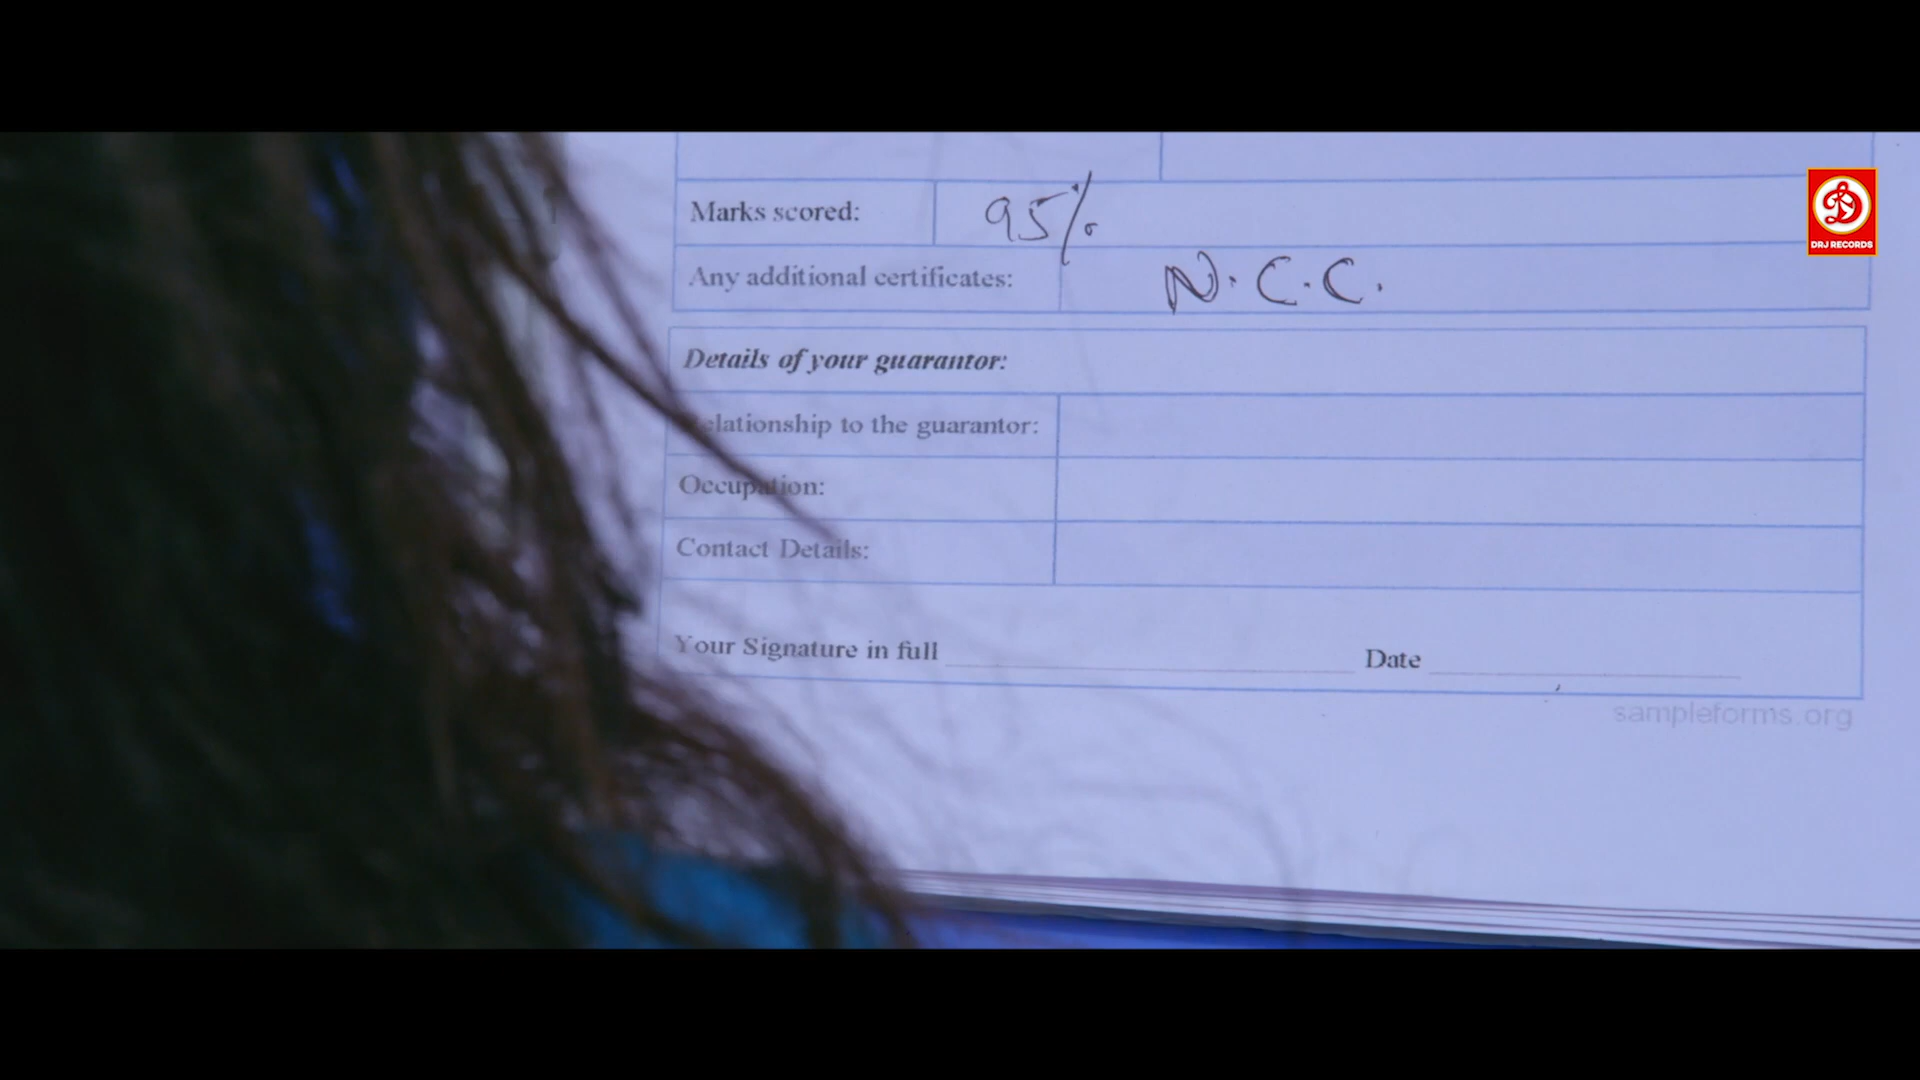 Marks scored: 95%
DRJ RECORDS
Any additional certificates: N.C.C.
Details of your guarantor:
Relationship to the guarantor:
Occupation:
Contact Details:
Your Signature in full Date
sampleforms.org